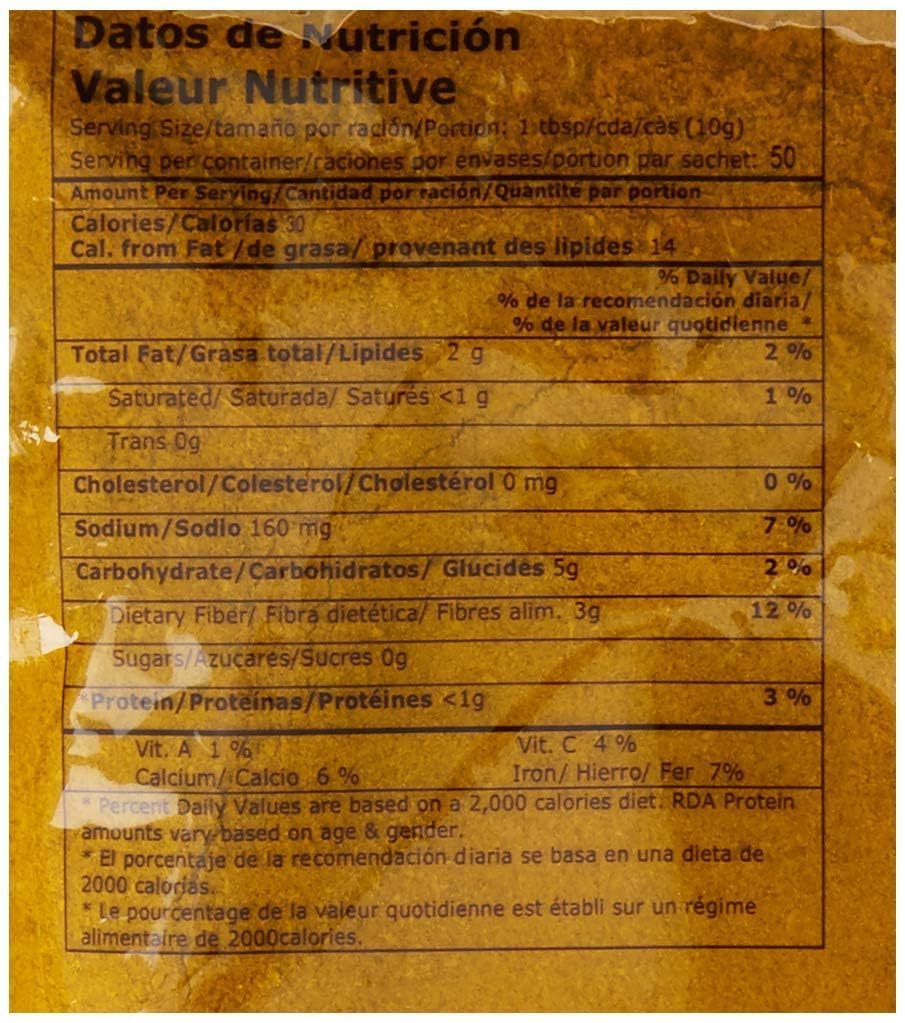 Datos de Nutrición
Valeur Nutritive
Serving Size/tamaño por ración/Portion: 1 tbsp/cda/càs (10g)
Serving per container/raciones por envases/portion par sachet: 50
Amount Per Serving/Cantidad por ración/Quantité par portion
Calories/Calorías 30
Cal. from Fat /de grasa/ provenant des lipides 14
% Daily Value/
% de la recomendación diaria/
% de la valeur quotidienne *
Total Fat/Grasa total/Lipides 2 g 2 %
Saturated/ Saturada/ Saturés <1 g 1 %
Trans 0g
Cholesterol/Colesterol/Cholestérol 0 mg 0 %
Sodium/Sodio 160 mg 7 %
Carbohydrate/Carbohidratos/ Glucides 5g 2 %
Dietary Fiber/ Fibra dietética/ Fibres alim. 3g 12 %
Sugars/Azucares/Sucres 0g
*Protein/Proteínas/Protéines <1g 3 %
Vit. A 1 % Vit. C 4 %
Calcium/ Calcio 6 % Iron/ Hierro/ Fer 7%
* Percent Daily Values are based on a 2,000 calories diet. RDA Protein
amounts vary based on age & gender.
* El porcentaje de la recomendación diaria se basa en una dieta de
2000 calorías.
* Le pourcentage de la valeur quotidienne est établi sur un régime
alimentaire de 2000calories.